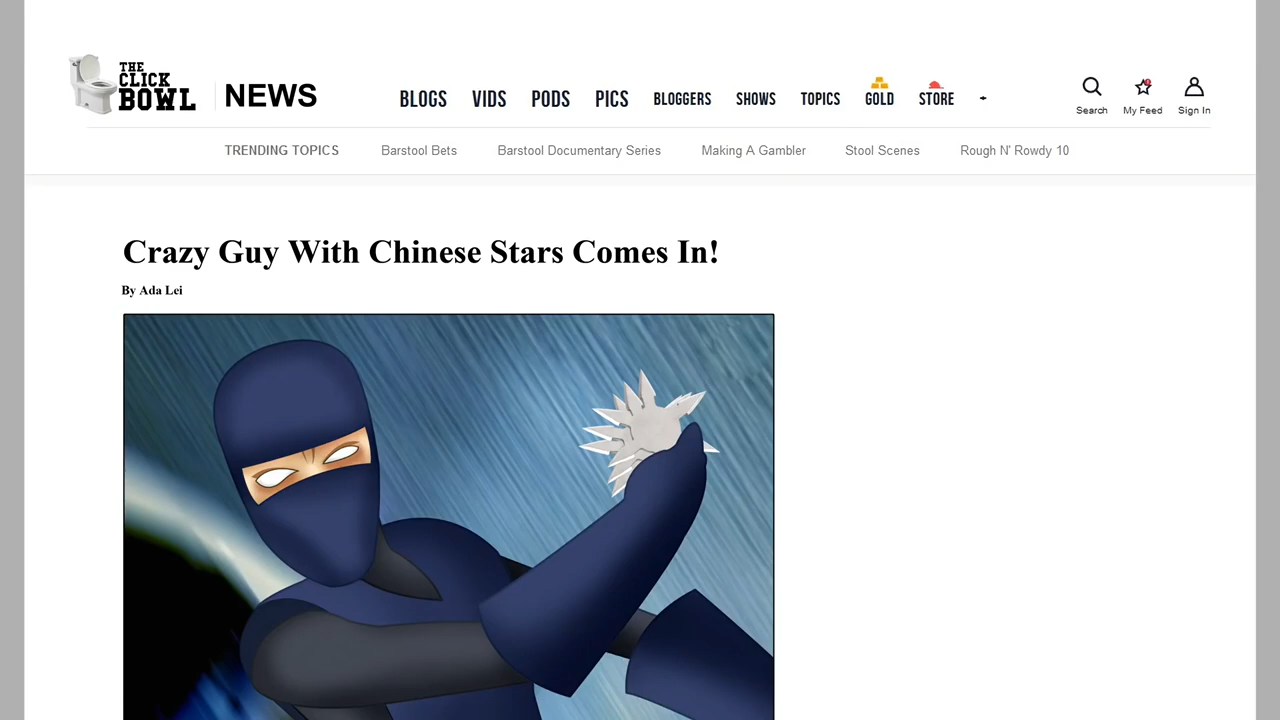 THE
CLICK
BOWL
NEWS
BLOGS VIDS PODS PICS BLOGGERS SHOWS TOPICS GOLD STORE
Search My Feed Sign In
TRENDING TOPICS Barstool Bets Barstool Documentary Series Making A Gambler Stool Scenes Rough N' Rowdy 10
Crazy Guy With Chinese Stars Comes In!
By Ada Lei